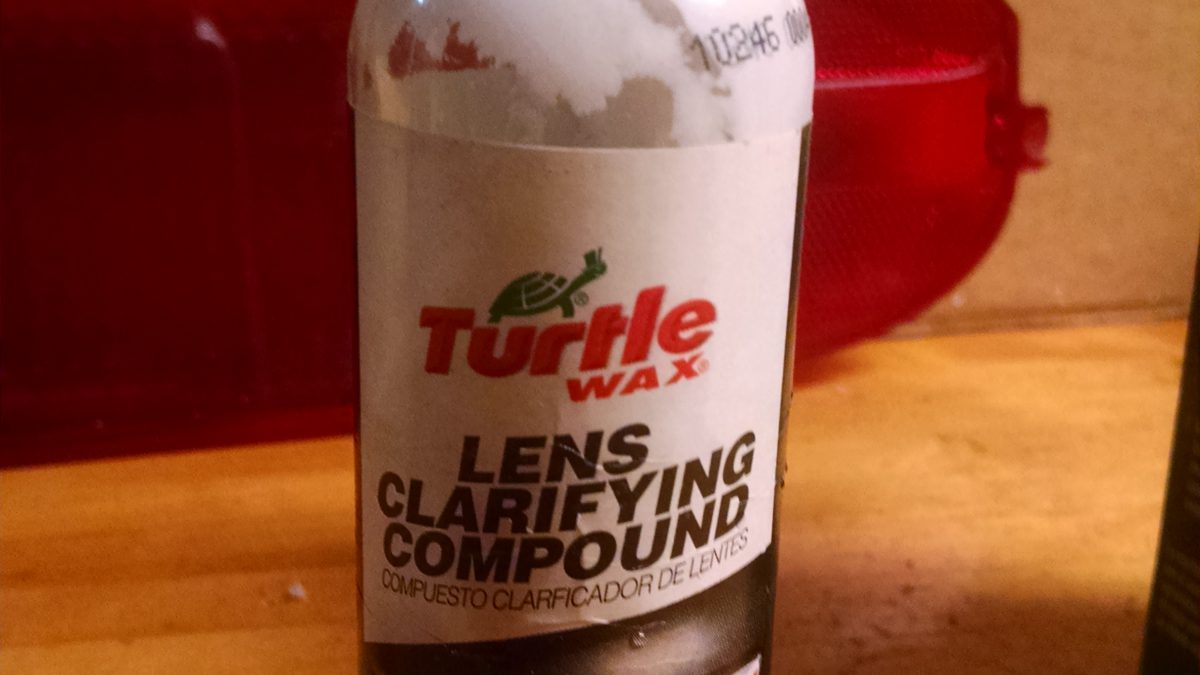 10246
Turtle
WAX
LENS
CLARIFYING
COMPOUND
COMPUESTO CLARFICADOR DE LENTES